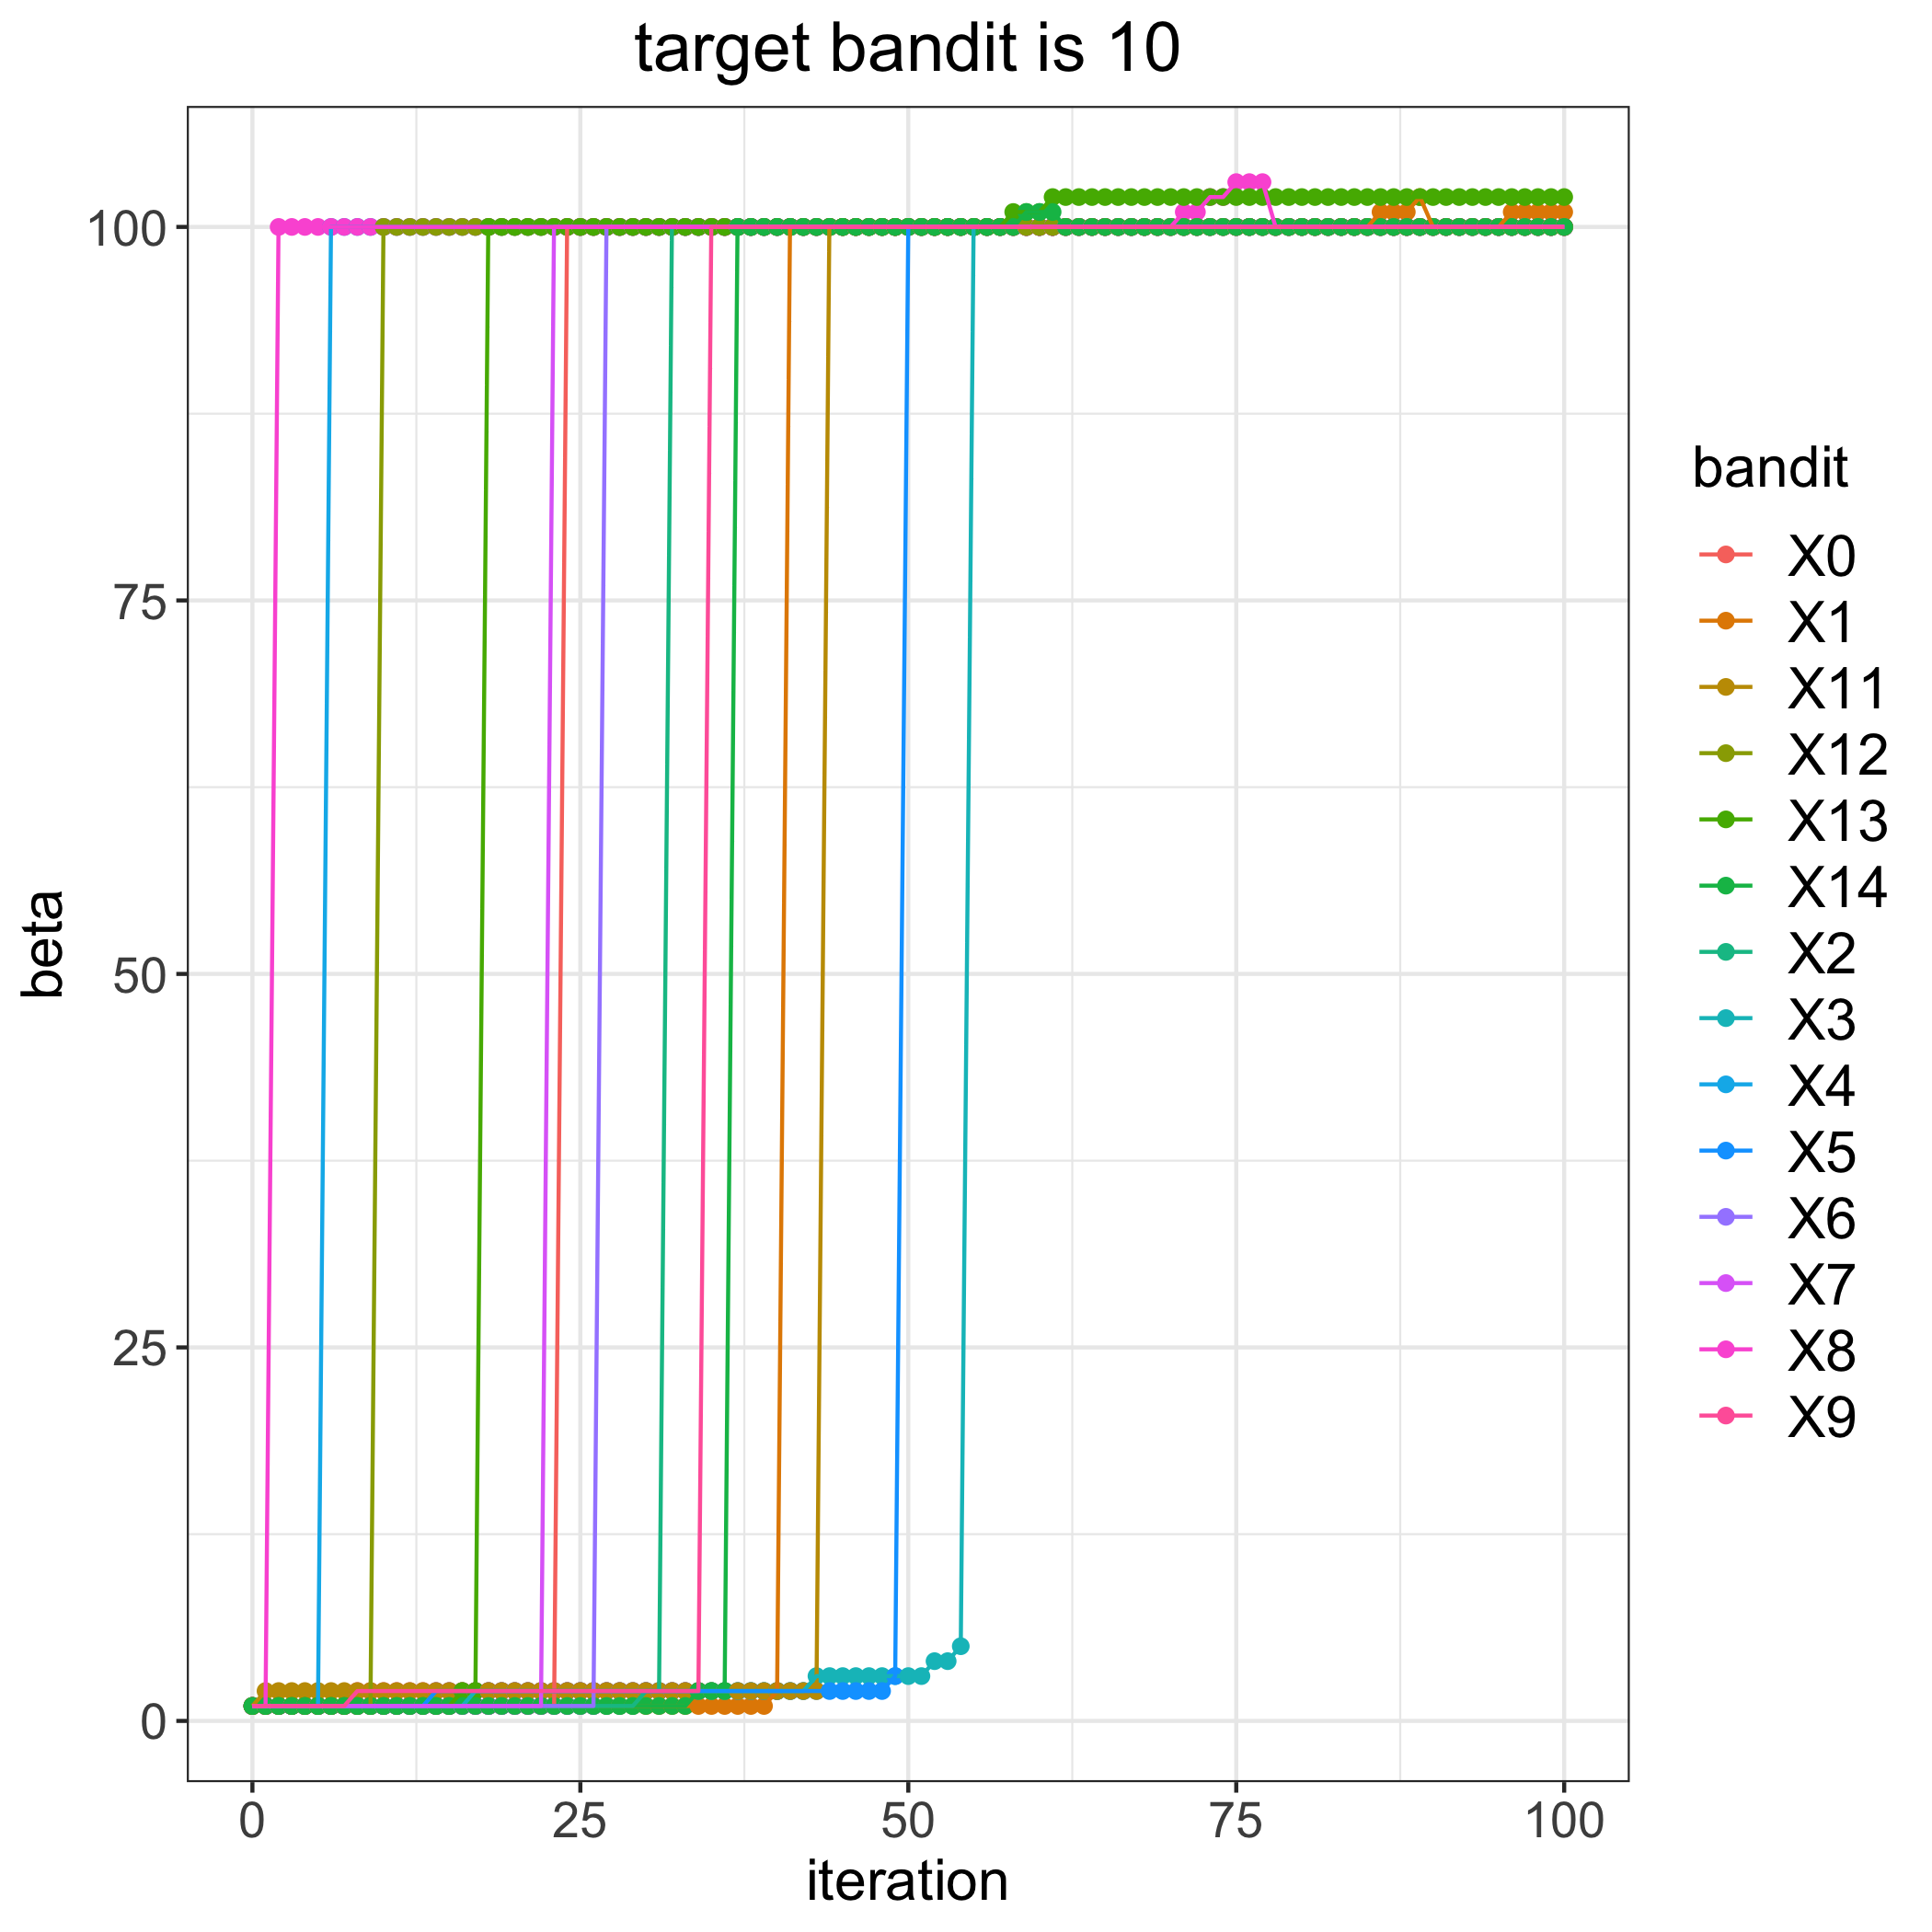 target bandit is 10
100
75
50
25
0
beta
0 25 50 75 100
iteration
bandit
X0
X1
X11
X12
X13
X14
X2
X3
X4
X5
X6
X7
X8
X9